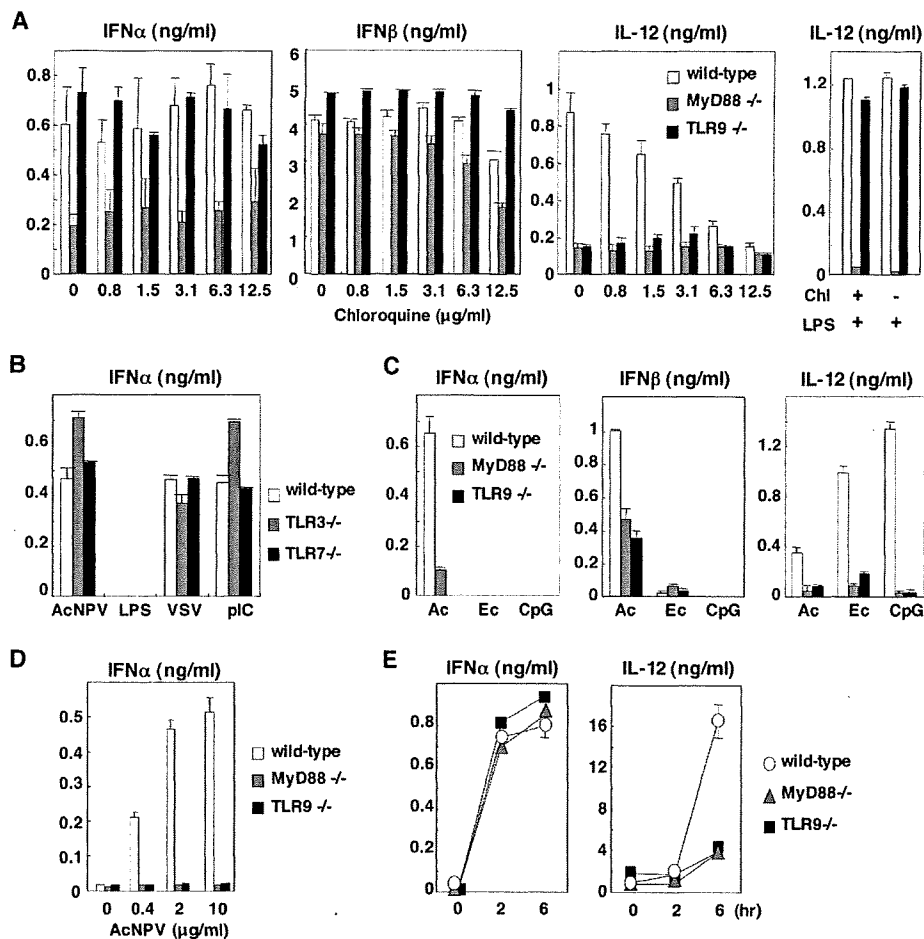 A
IFNα (ng/ml)
IFNβ (ng/ml)
IL-12 (ng/ml)
IL-12 (ng/ml)
0.8
0.6
0.4
0.2
0
6
5
4
3
2
1
0
1
0.8
0.6
0.4
0.2
0
1.2
0.4
0
wild-type
MyD88 -/-
TLR9 -/-
0 0.8 1.5 3.1 6.3 12.5
0 0.8 1.5 3.1 6.3 12.5
0 0.8 1.5 3.1 6.3 12.5
Chloroquine (μg/ml)
Chl + -
LPS + +
B
IFNα (ng/ml)
0.6
0.4
0.2
0
wild-type
TLR3-/-
TLR7-/-
AcNPV LPS VSV pIC
C
IFNα (ng/ml)
IFNβ (ng/ml)
IL-12 (ng/ml)
0.6
0.4
0.2
0
wild-type
MyD88 -/-
TLR9 -/-
Ac Ec CpG
1
0.8
0.6
0.4
0.2
0
Ac Ec CpG
1.2
0.4
0
Ac Ec CpG
D
IFNα (ng/ml)
0.5
0.4
0.3
0.2
0.1
0
wild-type
MyD88 -/-
TLR9 -/-
0 0.4 2 10
AcNPV (μg/ml)
E
IFNα (ng/ml)
IL-12 (ng/ml)
0.8
0.6
0.4
0.2
0
0 2 6
16
12
8
4
0
0 2 6 (hr)
wild-type
MyD88-/-
TLR9-/-